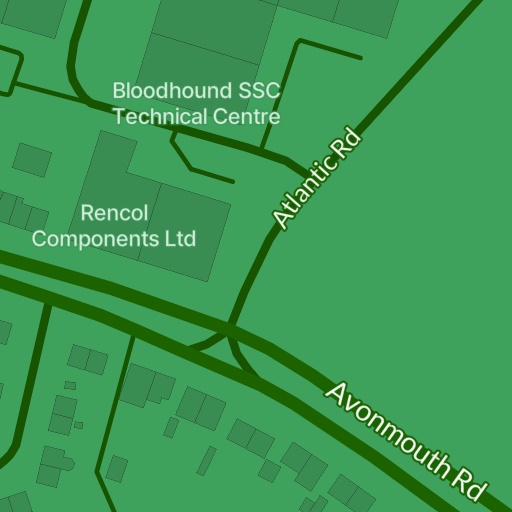 Bloodhound SSC
Technical Centre
Atlantic Rd
Rencol
Components Ltd
Avonmouth Rd